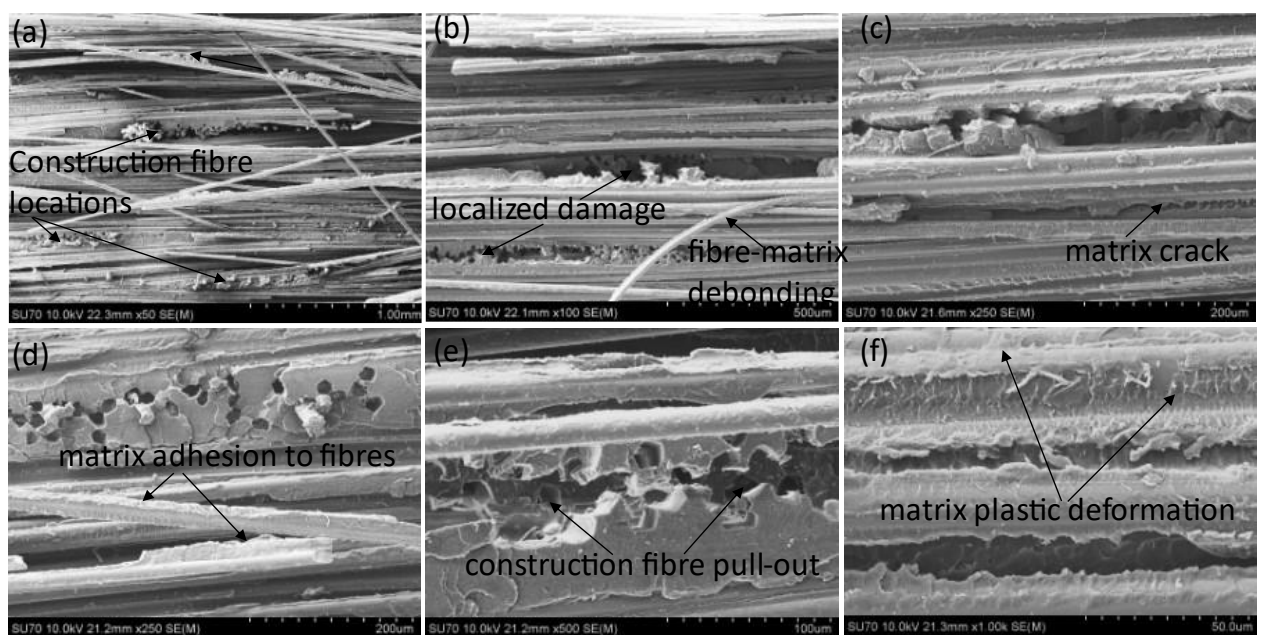 (a)
Construction fibre
locations
SU70 10.0kV 22.3mm x50 SE(M)
1.00mm
(b)
localized damage
fibre-matrix
debonding
SU70 10.0kV 22.1mm x100 SE(M)
500um
(c)
matrix crack
SU70 10.0kV 21.6mm x250 SE(M)
200um
(d)
matrix adhesion to fibres
SU70 10.0kV 21.2mm x250 SE(M)
200um
(e)
construction fibre pull-out
SU70 10.0kV 21.2mm x500 SE(M)
100um
(f)
matrix plastic deformation
SU70 10.0kV 21.3mm x1.00k SE(M)
50.0um